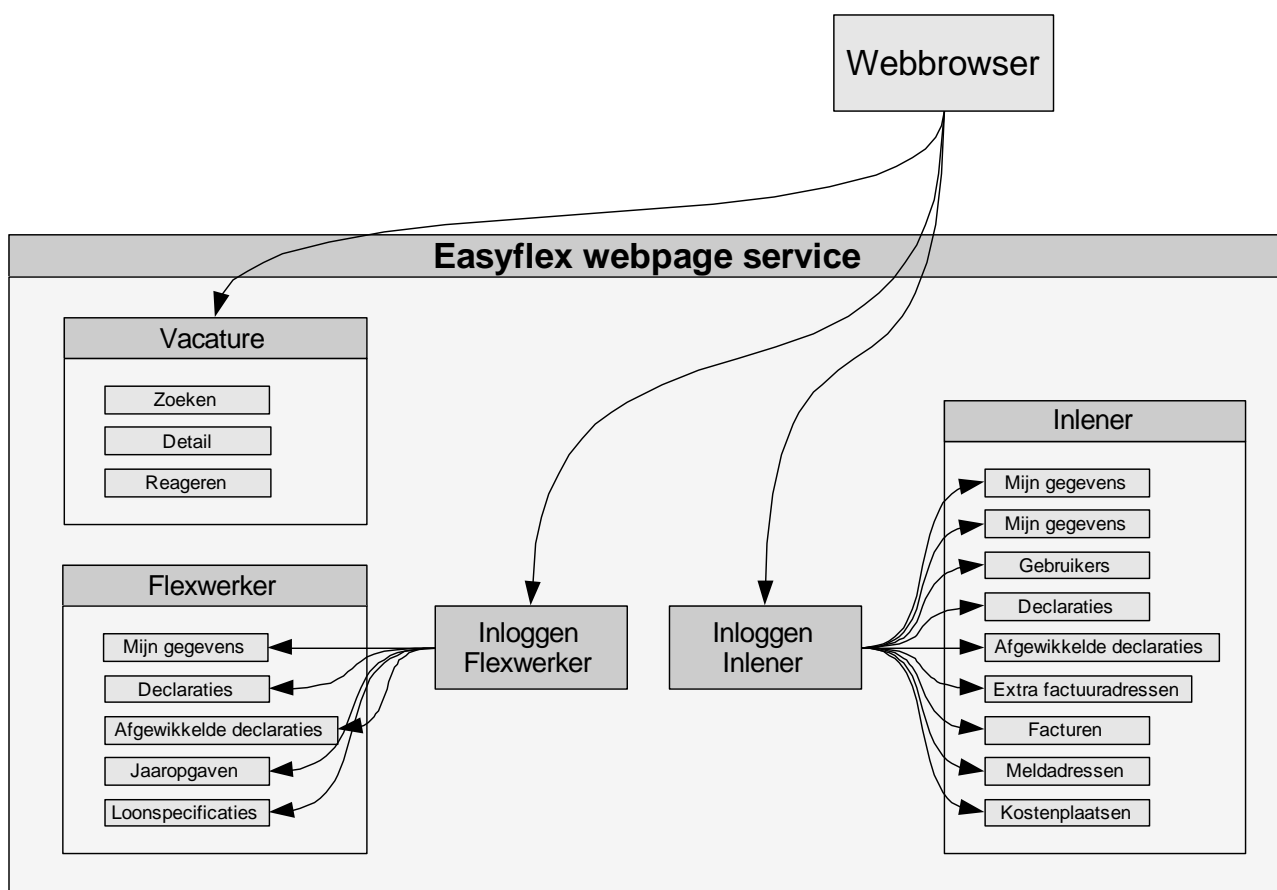 Webbrowser
Easyflex webpage service
Vacature
Zoeken
Detail
Reageren
Flexwerker
Mijn gegevens
Declaraties
Afgewikkelde declaraties
Jaaropgaven
Loonspecificaties
Inloggen
Flexwerker
Inloggen
Inlener
Inlener
Mijn gegevens
Mijn gegevens
Gebruikers
Declaraties
Afgewikkelde declaraties
Extra factuuradressen
Facturen
Meldadressen
Kostenplaatsen